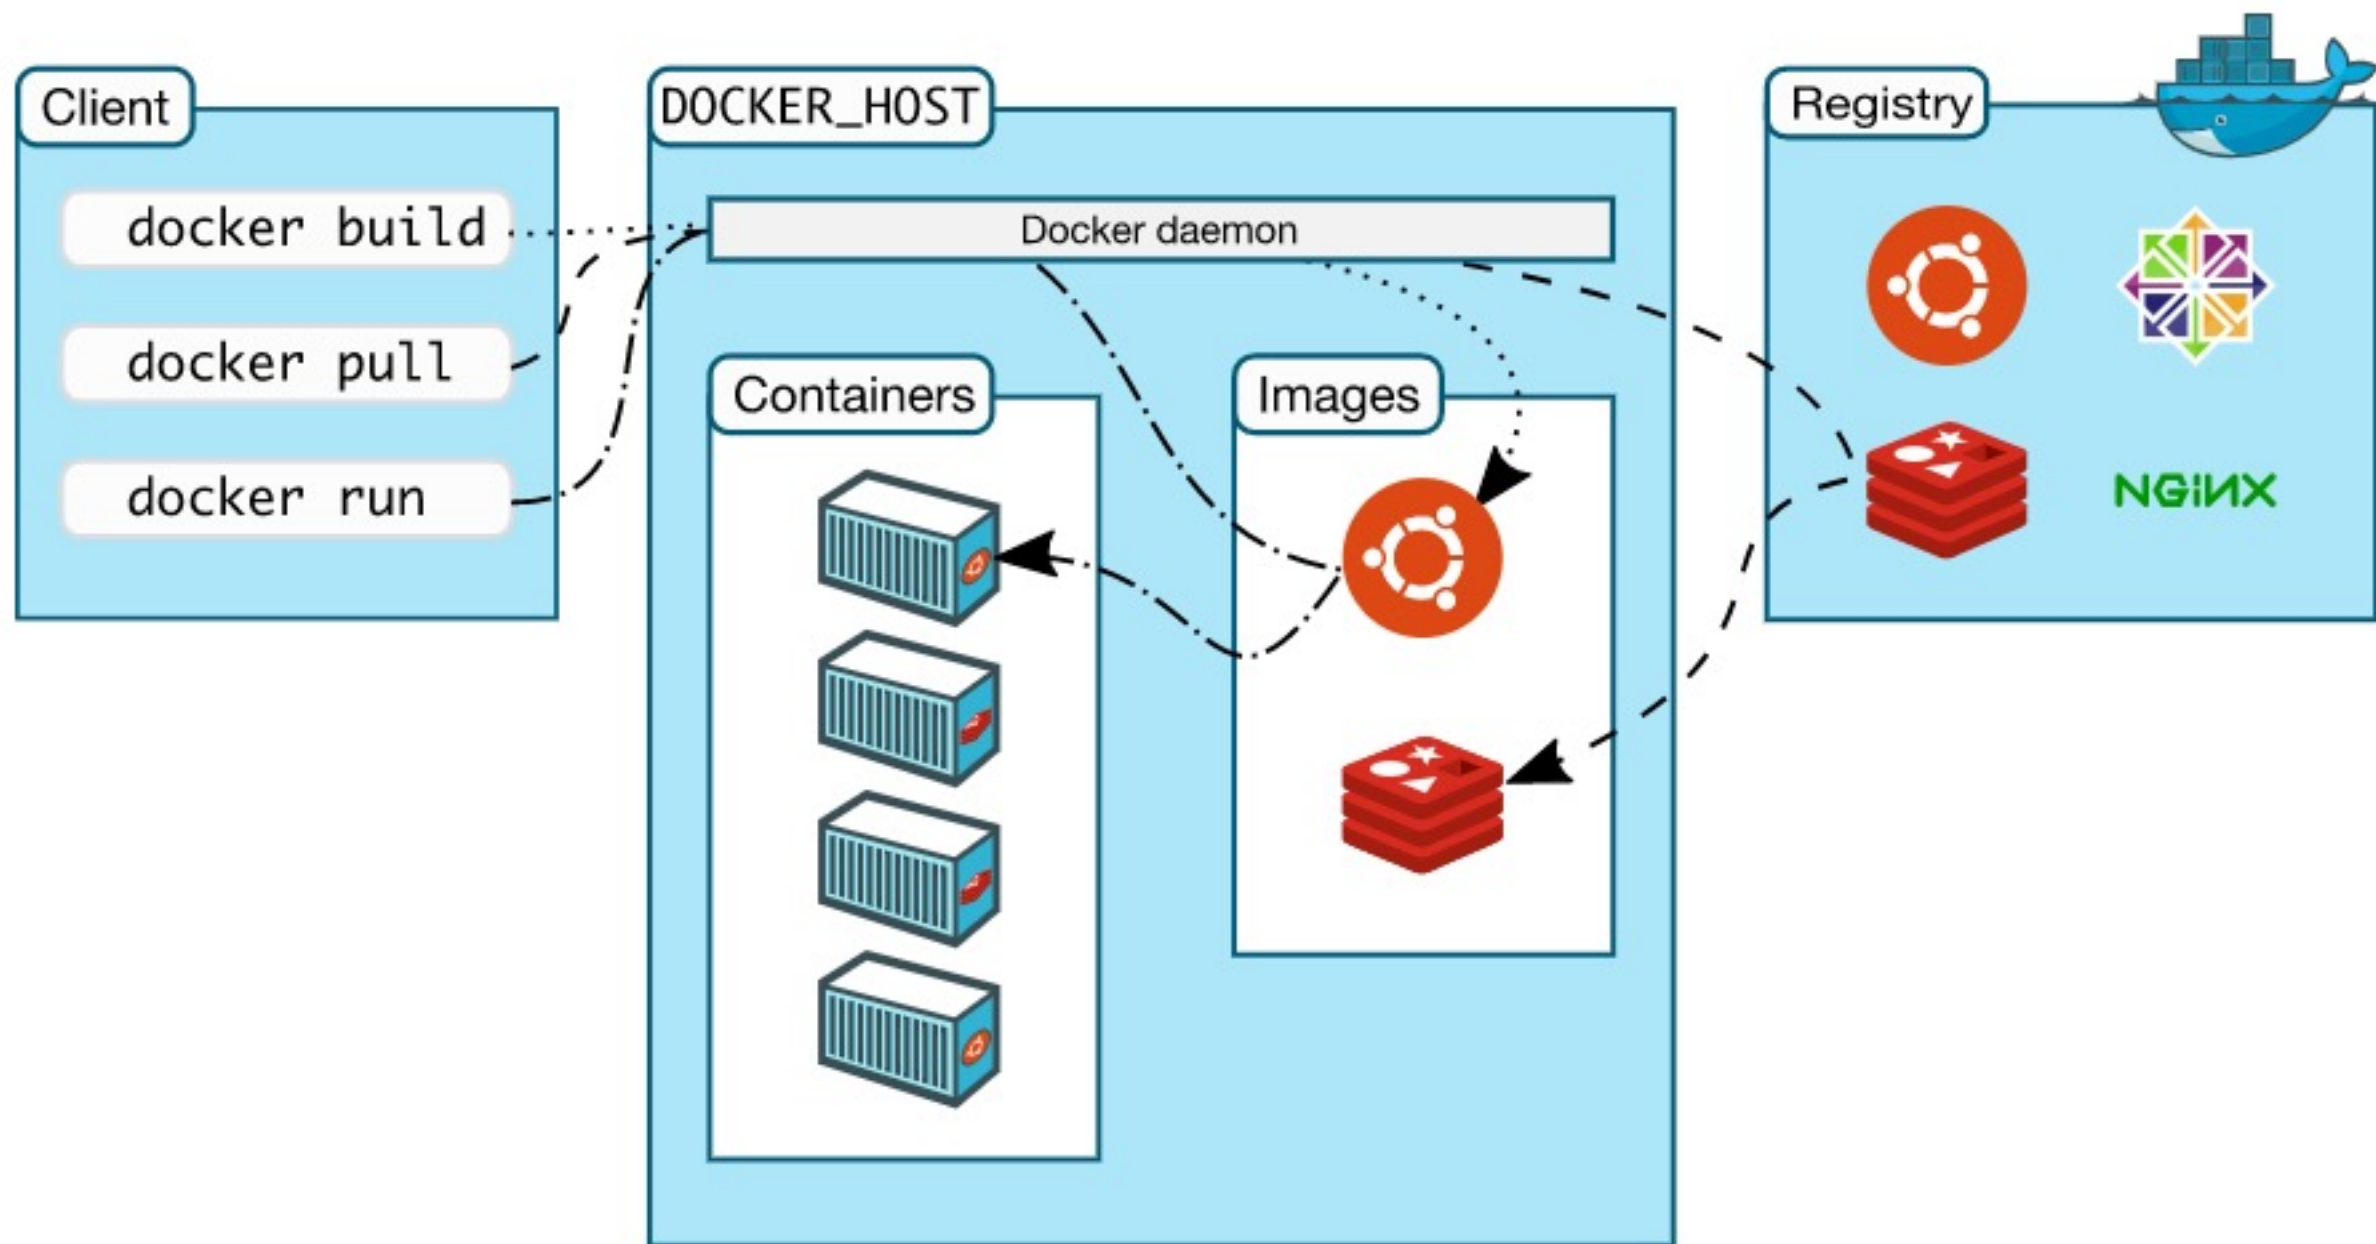 Client
docker build
docker pull
docker run
DOCKER_HOST
Docker daemon
Containers
Images
Registry
NGiNX